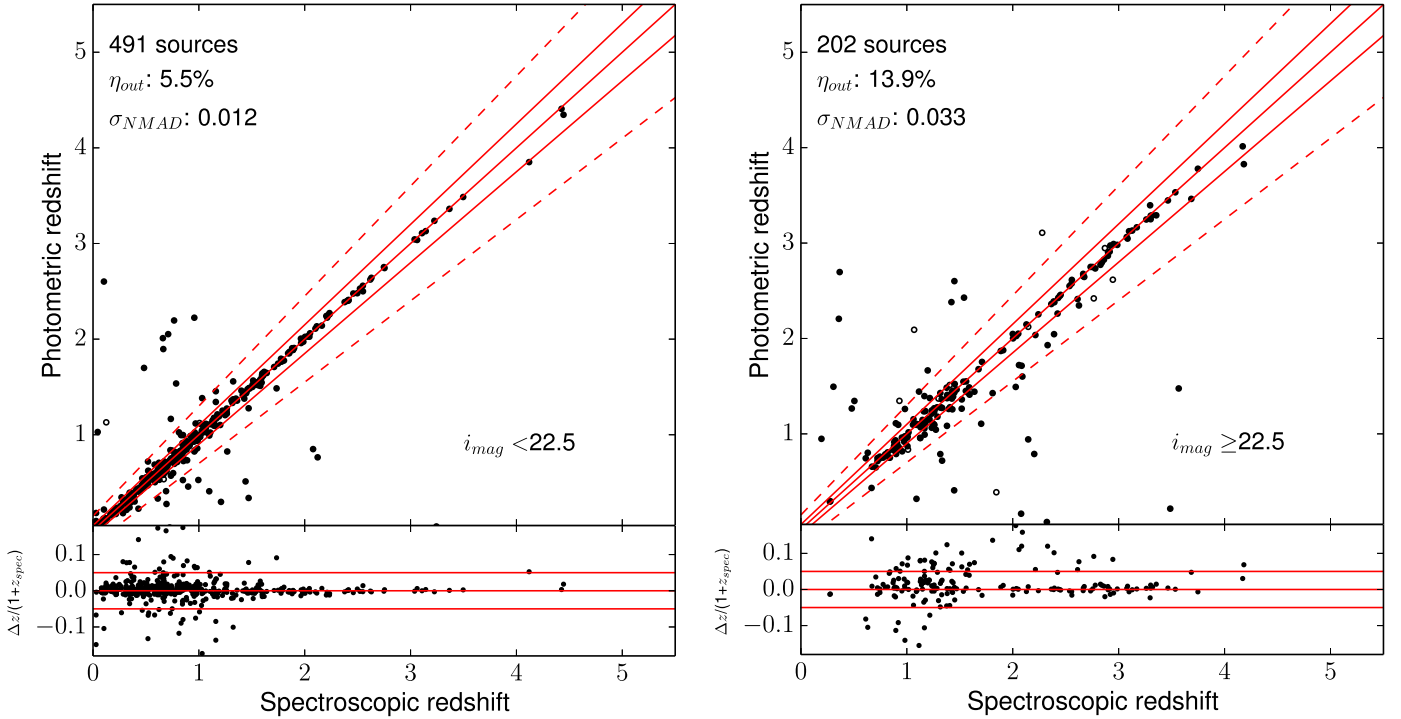 491 sources
η_out: 5.5%
σ_NMAD: 0.012
i_mag <22.5
Photometric redshift
5
4
3
2
1
Δz/(1+z_spec)
0.1
0.0
−0.1
0 1 2 3 4 5
Spectroscopic redshift
202 sources
η_out: 13.9%
σ_NMAD: 0.033
i_mag ≥22.5
Photometric redshift
5
4
3
2
1
Δz/(1+z_spec)
0.1
0.0
−0.1
0 1 2 3 4 5
Spectroscopic redshift